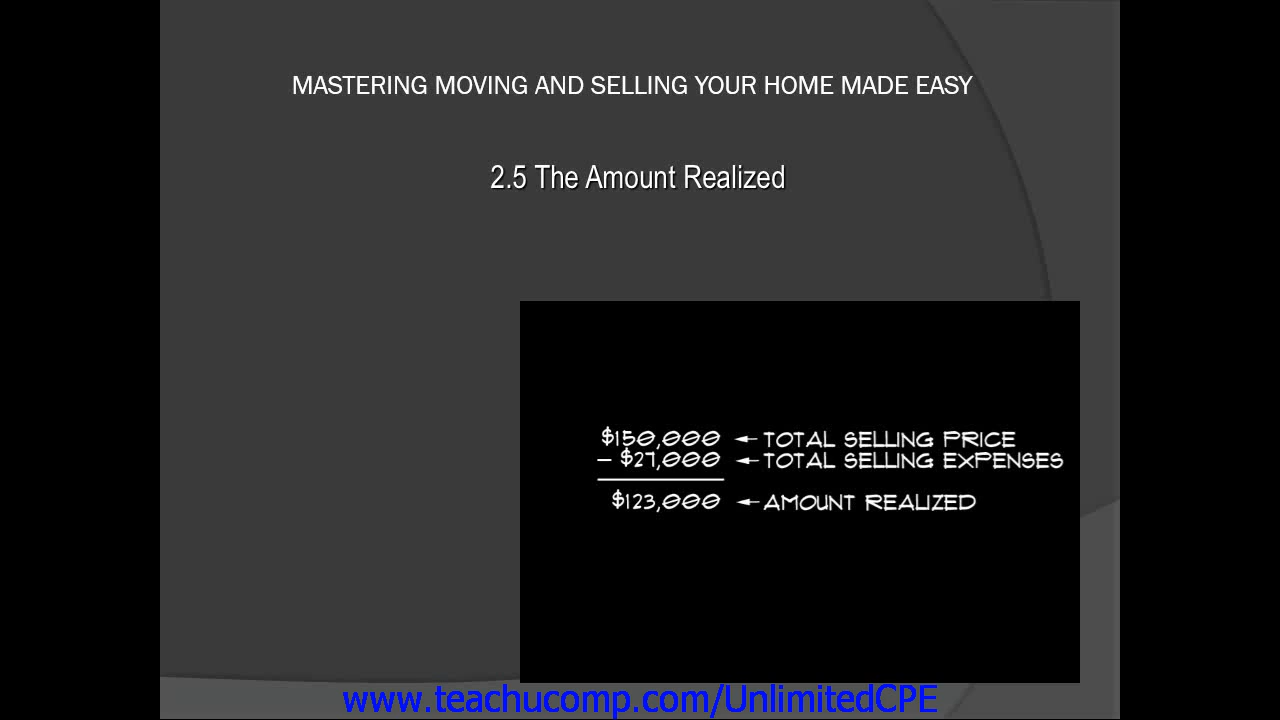 MASTERING MOVING AND SELLING YOUR HOME MADE EASY
2.5 The Amount Realized
$150,000 ← TOTAL SELLING PRICE
– $27,000 ← TOTAL SELLING EXPENSES
$123,000 ← AMOUNT REALIZED
www.teachucomp.com/UnlimitedCPE